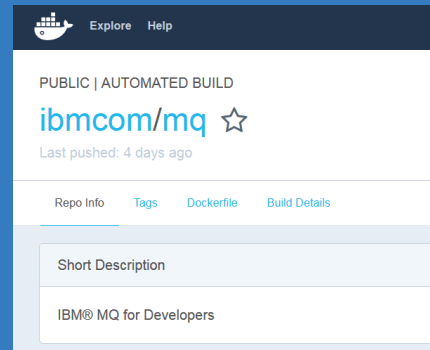 Explore Help
PUBLIC | AUTOMATED BUILD
ibmcom/mq
Last pushed: 4 days ago
Repo Info Tags Dockerfile Build Details
Short Description
IBM® MQ for Developers